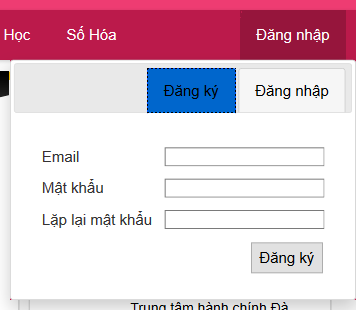 Học Số Hóa Đăng nhập
Đăng ký Đăng nhập
Email
Mật khẩu
Lặp lại mật khẩu
Đăng ký
Trung tâm hành chính Đà